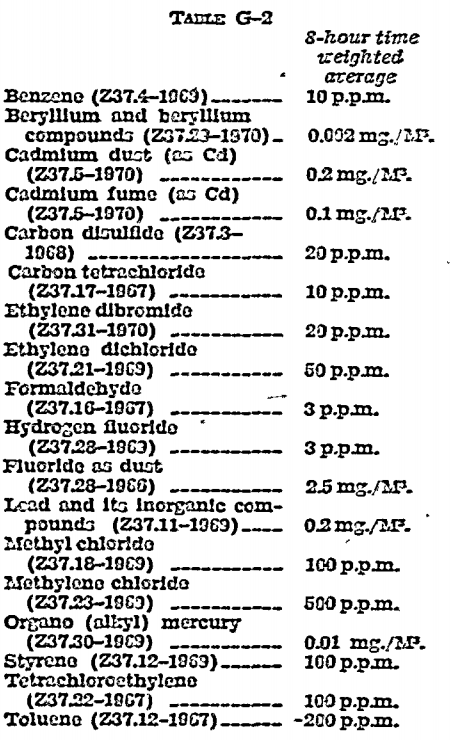 TABLE G-2
8-hour time
weighted
average
Benzene (Z37.4-1969) 10 p.p.m.
Beryllium and beryllium
compounds (Z37.29-1970) 0.002 mg./M³.
Cadmium dust (as Cd)
(Z37.5-1970) 0.2 mg./M³.
Cadmium fume (as Cd)
(Z37.5-1970) 0.1 mg./M³.
Carbon disulfide (Z37.3-
1968) 20 p.p.m.
Carbon tetrachloride
(Z37.17-1967) 10 p.p.m.
Ethylene dibromide
(Z37.31-1970) 20 p.p.m.
Ethylene dichloride
(Z37.21-1969) 50 p.p.m.
Formaldehyde
(Z37.16-1967) 3 p.p.m.
Hydrogen fluoride
(Z37.28-1969) 3 p.p.m.
Fluoride as dust
(Z37.28-1966) 2.5 mg./M³.
Lead and its inorganic com-
pounds (Z37.11-1969) 0.2 mg./M³.
Methyl chloride
(Z37.18-1969) 100 p.p.m.
Methylene chloride
(Z37.23-1969) 500 p.p.m.
Organo (alkyl) mercury
(Z37.30-1969) 0.01 mg./M³.
Styrene (Z37.12-1969) 100 p.p.m.
Tetrachloroethylene
(Z37.22-1967) 100 p.p.m.
Toluene (Z37.12-1967) 200 p.p.m.